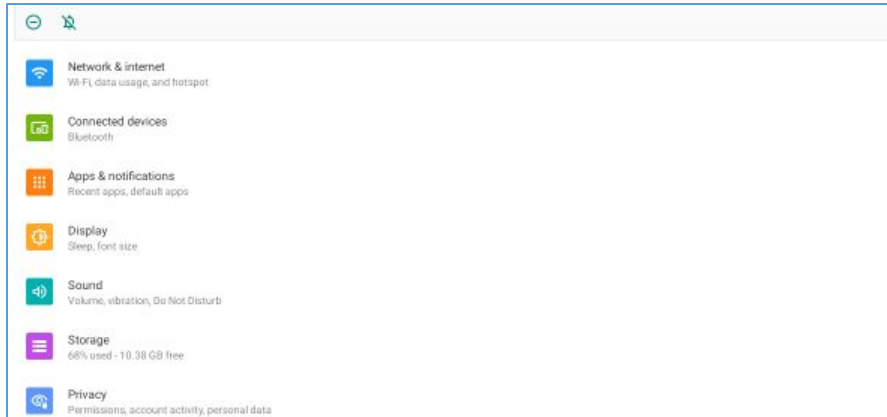 Network & internet
Wi-Fi, data usage, and hotspot
Connected devices
Bluetooth
Apps & notifications
Recent apps, default apps
Display
Sleep, font size
Sound
Volume, vibration, Do Not Disturb
Storage
68% used - 10.38 GB free
Privacy
Permissions, account activity, personal data